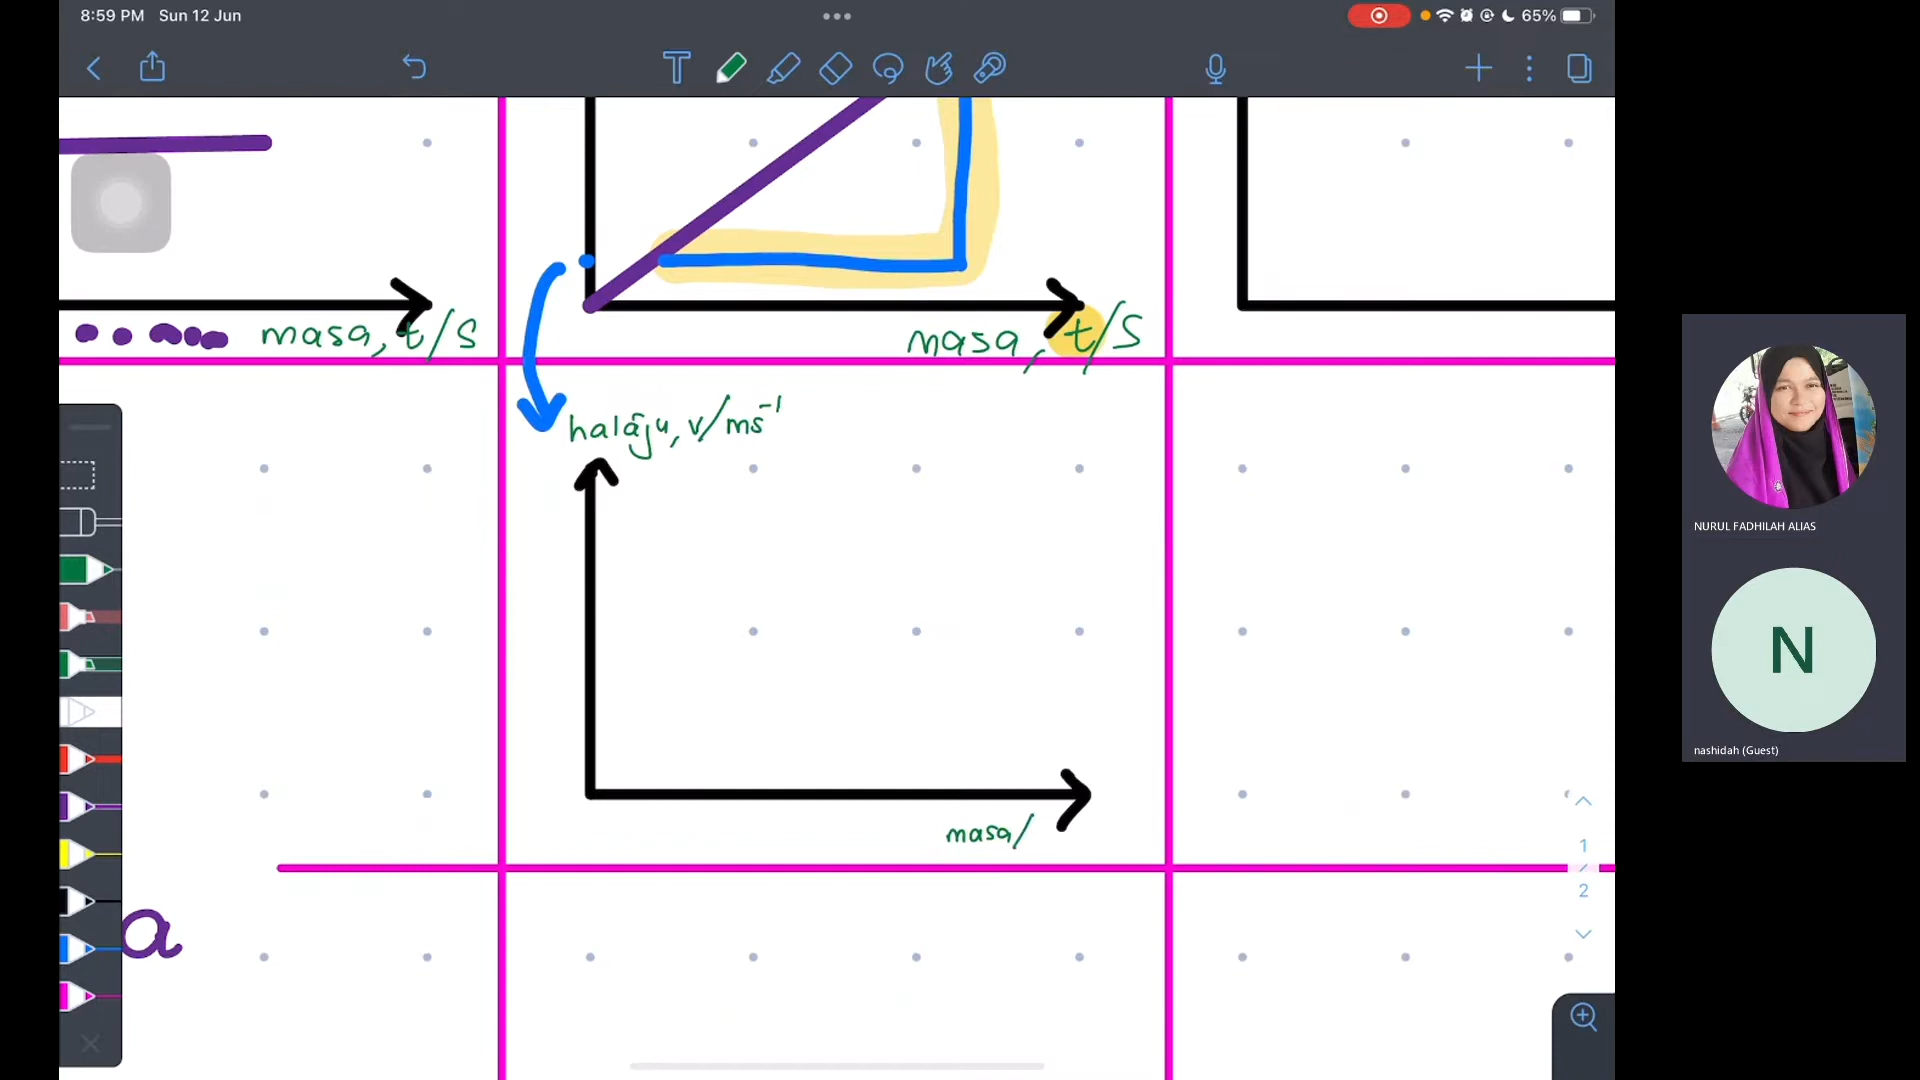 8:59 PM Sun 12 Jun
65%
masa, t/s
masa, t/s
halaju, v/ms⁻¹
masa/
a
1
/
2
NURUL FADHILAH ALIAS
N
nashidah (Guest)